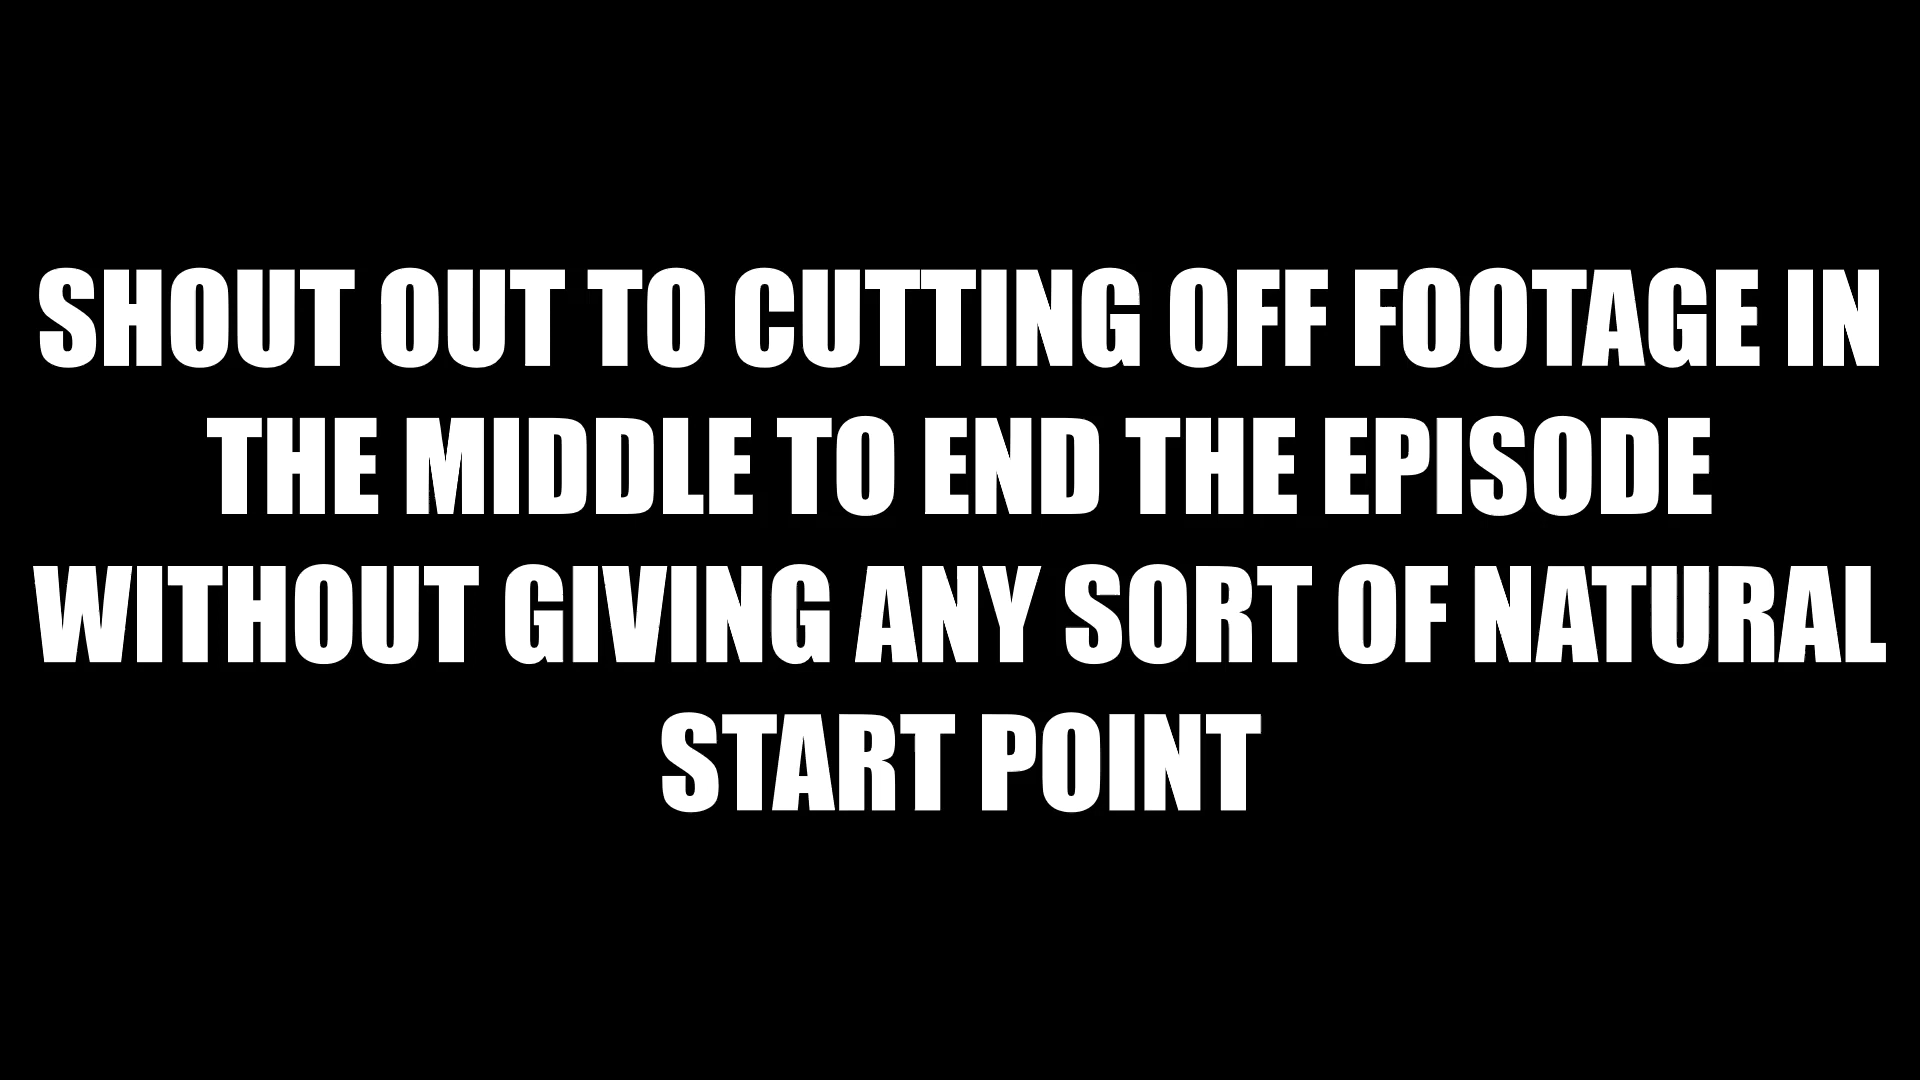 SHOUT OUT TO CUTTING OFF FOOTAGE IN
THE MIDDLE TO END THE EPISODE
WITHOUT GIVING ANY SORT OF NATURAL
START POINT